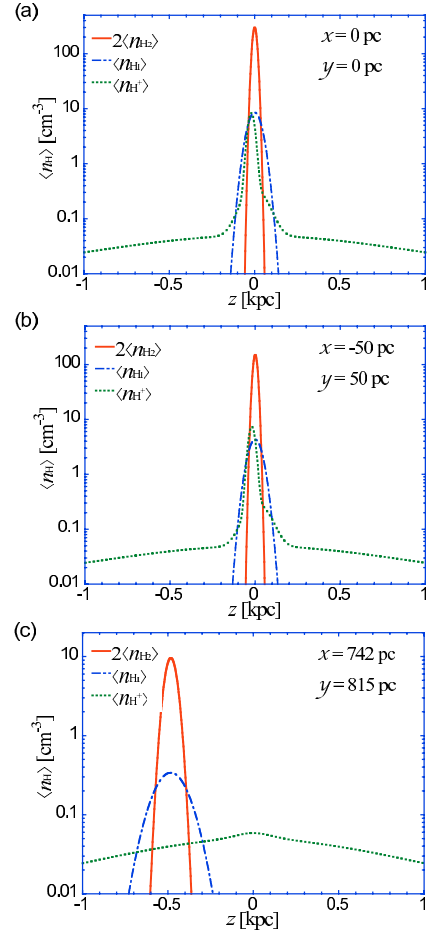 (a)
2⟨nH₂⟩
⟨nHI⟩
⟨nH⁺⟩
x = 0 pc
y = 0 pc
100
10
1
0.1
0.01
⟨nH⟩ [cm⁻³]
-1 -0.5 0 0.5 1
z [kpc]
(b)
2⟨nH₂⟩
⟨nHI⟩
⟨nH⁺⟩
x = -50 pc
y = 50 pc
100
10
1
0.1
0.01
⟨nH⟩ [cm⁻³]
-1 -0.5 0 0.5 1
z [kpc]
(c)
2⟨nH₂⟩
⟨nHI⟩
⟨nH⁺⟩
x = 742 pc
y = 815 pc
10
1
0.1
0.01
⟨nH⟩ [cm⁻³]
-1 -0.5 0 0.5 1
z [kpc]